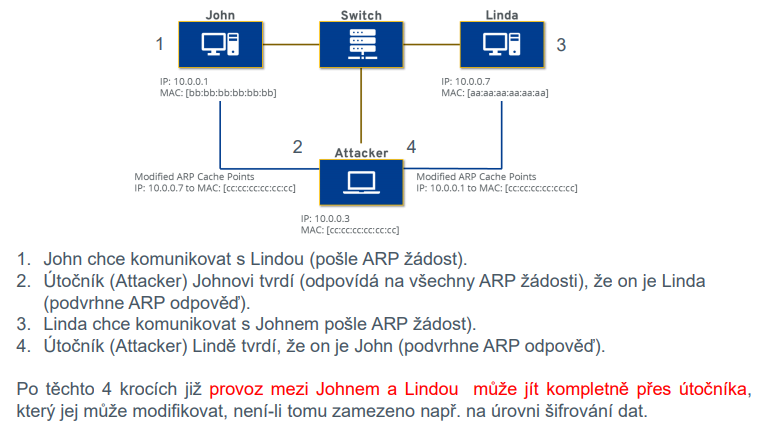 John
Switch
Linda
1
3
IP: 10.0.0.1
MAC: [bb:bb:bb:bb:bb:bb]
IP: 10.0.0.7
MAC: [aa:aa:aa:aa:aa:aa]
2
4
Attacker
Modified ARP Cache Points
IP: 10.0.0.7 to MAC: [cc:cc:cc:cc:cc:cc]
Modified ARP Cache Points
IP: 10.0.0.1 to MAC: [cc:cc:cc:cc:cc:cc]
IP: 10.0.0.3
MAC: [cc:cc:cc:cc:cc:cc]
1. John chce komunikovat s Lindou (pošle ARP žádost).
2. Útočník (Attacker) Johnovi tvrdí (odpovídá na všechny ARP žádosti), že on je Linda
(podvrhne ARP odpověď).
3. Linda chce komunikovat s Johnem pošle ARP žádost).
4. Útočník (Attacker) Lindě tvrdí, že on je John (podvrhne ARP odpověď).
Po těchto 4 krocích již provoz mezi Johnem a Lindou může jít kompletně přes útočníka,
který jej může modifikovat, není-li tomu zamezeno např. na úrovni šifrování dat.